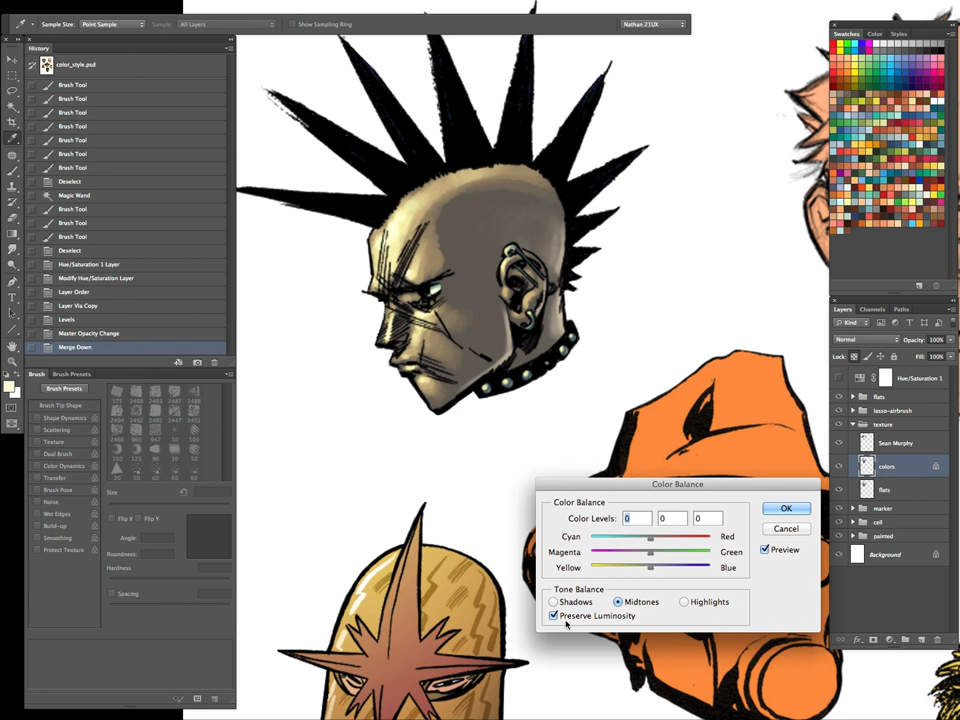 Sample Size: Point Sample Sample: All Layers Show Sampling Ring Nathan 21UX
History
color_style.psd
Brush Tool
Brush Tool
Brush Tool
Brush Tool
Brush Tool
Brush Tool
Brush Tool
Deselect
Magic Wand
Brush Tool
Brush Tool
Brush Tool
Deselect
Hue/Saturation 1 Layer
Modify Hue/Saturation Layer
Layer Order
Layer Via Copy
Levels
Master Opacity Change
Merge Down
Brush Brush Presets
Brush Presets
Brush Tip Shape
Shape Dynamics
Scattering
Texture
Dual Brush
Color Dynamics
Transfer
Brush Pose
Noise
Wet Edges
Build-up
Smoothing
Protect Texture
Size
Flip X Flip Y
Angle:
Roundness:
Hardness
Spacing
Swatches Color Styles
Layers Channels Paths
Kind
Normal Opacity: 100%
Lock: Fill: 100%
Hue/Saturation 1
flats
lasso-airbrush
texture
Sean Murphy
colors
flats
marker
cell
painted
Background
Color Balance
Color Balance
Color Levels: 0 0 0
Cyan Red
Magenta Green
Yellow Blue
Tone Balance
Shadows Midtones Highlights
Preserve Luminosity
OK
Cancel
Preview